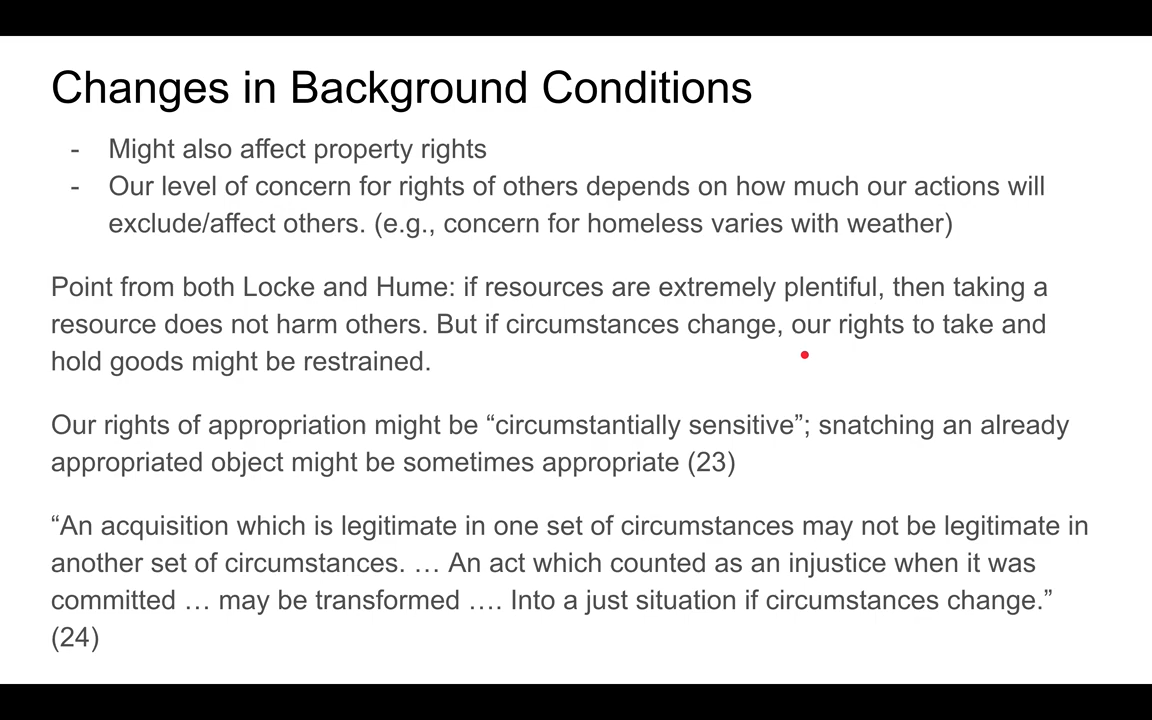 Changes in Background Conditions
- Might also affect property rights
- Our level of concern for rights of others depends on how much our actions will
exclude/affect others. (e.g., concern for homeless varies with weather)
Point from both Locke and Hume: if resources are extremely plentiful, then taking a
resource does not harm others. But if circumstances change, our rights to take and
hold goods might be restrained.
Our rights of appropriation might be “circumstantially sensitive”; snatching an already
appropriated object might be sometimes appropriate (23)
“An acquisition which is legitimate in one set of circumstances may not be legitimate in
another set of circumstances. … An act which counted as an injustice when it was
committed … may be transformed …. Into a just situation if circumstances change.”
(24)